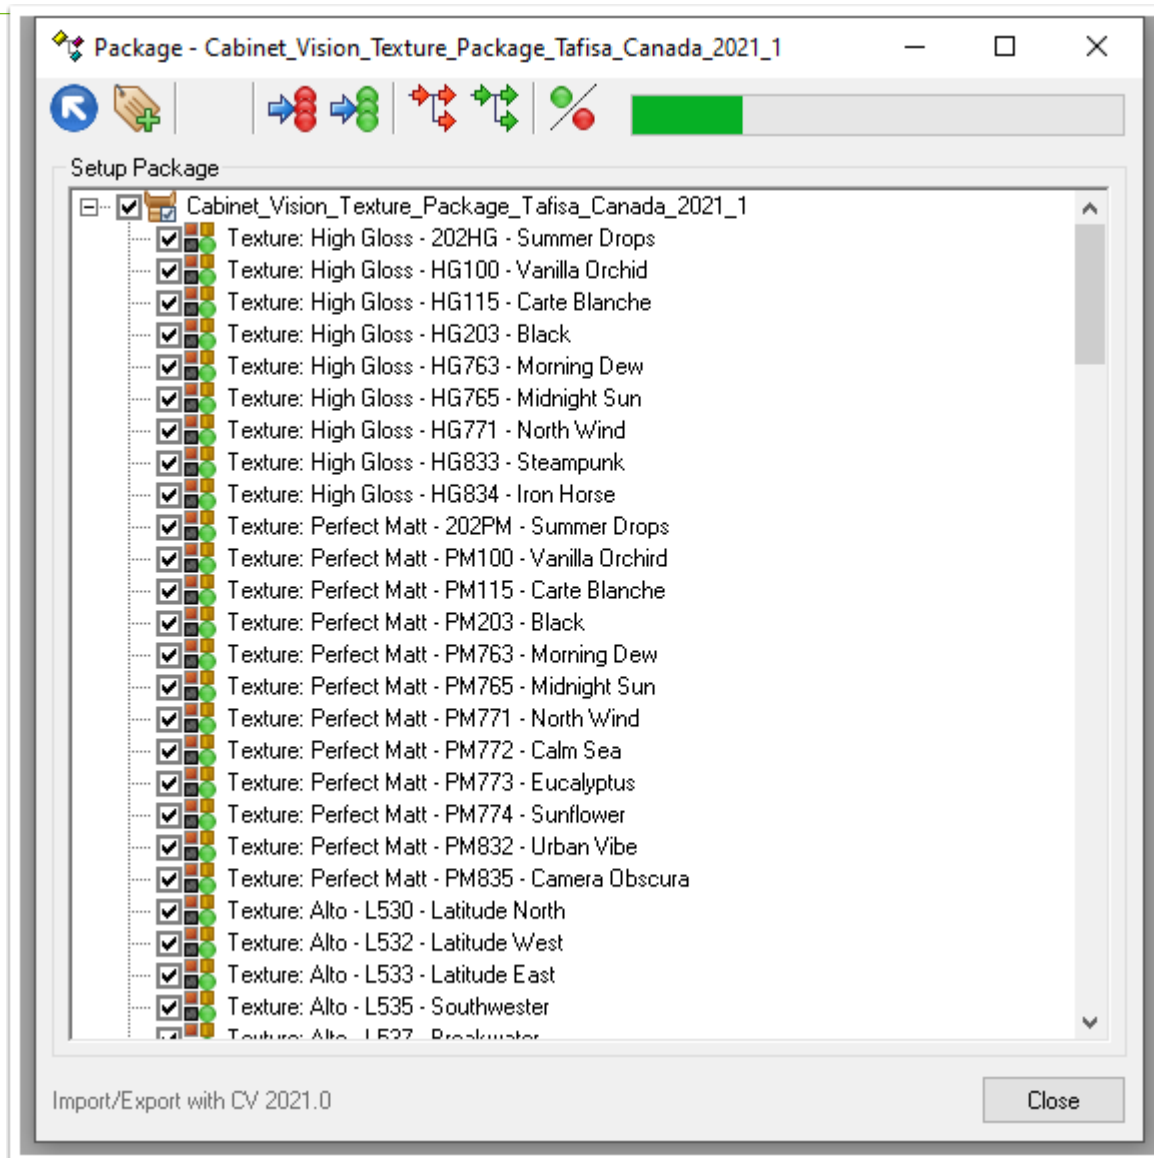 Package - Cabinet_Vision_Texture_Package_Tafisa_Canada_2021_1
Setup Package
Cabinet_Vision_Texture_Package_Tafisa_Canada_2021_1
Texture: High Gloss - 202HG - Summer Drops
Texture: High Gloss - HG100 - Vanilla Orchid
Texture: High Gloss - HG115 - Carte Blanche
Texture: High Gloss - HG203 - Black
Texture: High Gloss - HG763 - Morning Dew
Texture: High Gloss - HG765 - Midnight Sun
Texture: High Gloss - HG771 - North Wind
Texture: High Gloss - HG833 - Steampunk
Texture: High Gloss - HG834 - Iron Horse
Texture: Perfect Matt - 202PM - Summer Drops
Texture: Perfect Matt - PM100 - Vanilla Orchird
Texture: Perfect Matt - PM115 - Carte Blanche
Texture: Perfect Matt - PM203 - Black
Texture: Perfect Matt - PM763 - Morning Dew
Texture: Perfect Matt - PM765 - Midnight Sun
Texture: Perfect Matt - PM771 - North Wind
Texture: Perfect Matt - PM772 - Calm Sea
Texture: Perfect Matt - PM773 - Eucalyptus
Texture: Perfect Matt - PM774 - Sunflower
Texture: Perfect Matt - PM832 - Urban Vibe
Texture: Perfect Matt - PM835 - Camera Obscura
Texture: Alto - L530 - Latitude North
Texture: Alto - L532 - Latitude West
Texture: Alto - L533 - Latitude East
Texture: Alto - L535 - Southwester
Texture: Alto - L537 - Breakwater
Import/Export with CV 2021.0
Close